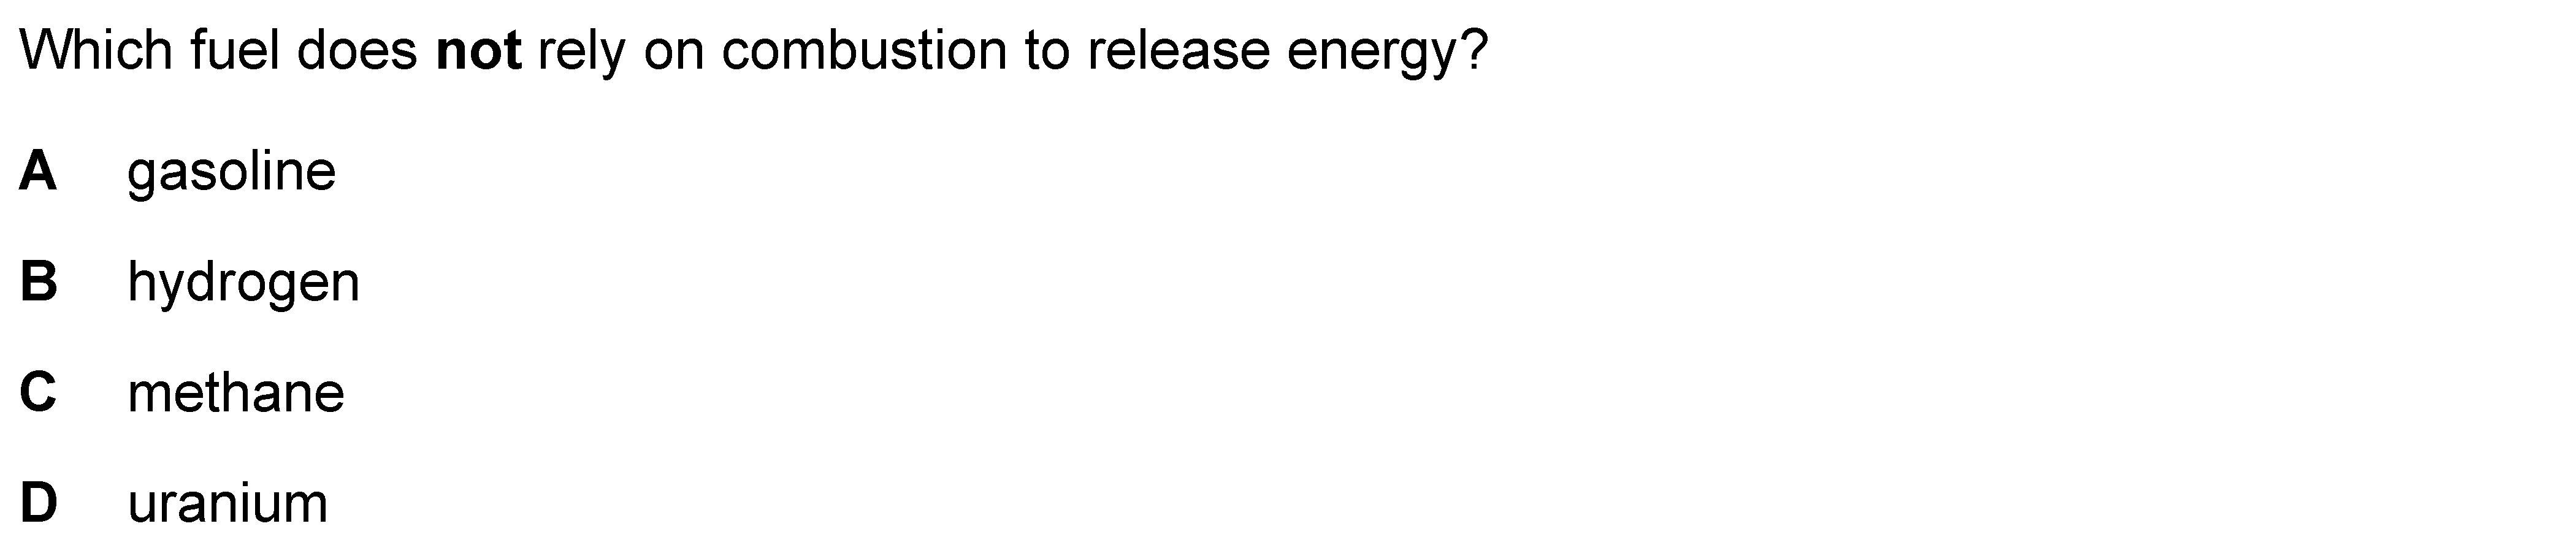 Which fuel does not rely on combustion to release energy?
A gasoline
B hydrogen
C methane
D uranium